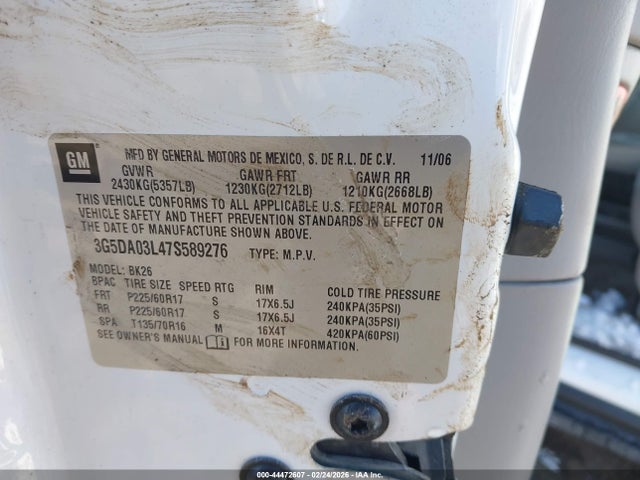 GM MFD BY GENERAL MOTORS DE MEXICO, S. DE R.L. DE C.V. 11/06
GVWR GAWR FRT GAWR RR
2430KG(5357LB) 1230KG(2712LB) 1210KG(2668LB)
THIS VEHICLE CONFORMS TO ALL APPLICABLE U.S. FEDERAL MOTOR
VEHICLE SAFETY AND THEFT PREVENTION STANDARDS IN EFFECT ON
THE DATE OF MANUFACTURE SHOWN ABOVE.
3G5DA03L47S589276 TYPE: M.P.V.
MODEL: BK26
BPAC TIRE SIZE SPEED RTG RIM COLD TIRE PRESSURE
FRT P225/60R17 S 17X6.5J 240KPA(35PSI)
RR P225/60R17 S 17X6.5J 240KPA(35PSI)
SPA T135/70R16 M 16X4T 420KPA(60PSI)
SEE OWNER'S MANUAL FOR MORE INFORMATION.
000-44472607 - 02/24/2026 - IAAI.COM